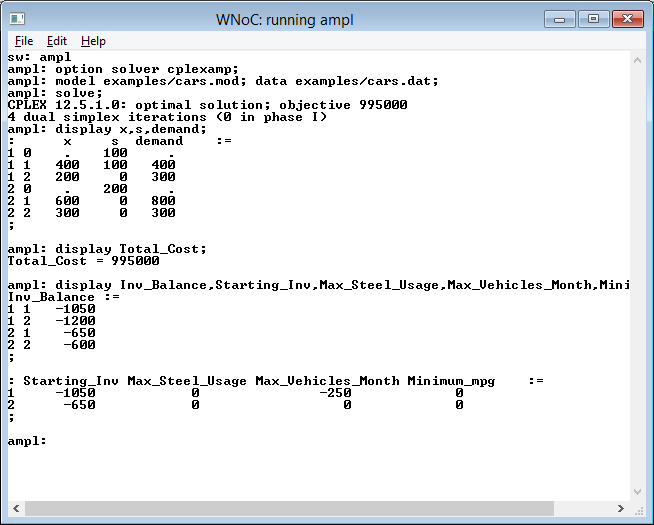 WNoC: running ampl
File Edit Help
sw: ampl
ampl: option solver cplexamp;
ampl: model examples/cars.mod; data examples/cars.dat;
ampl: solve;
CPLEX 12.5.1.0: optimal solution; objective 995000
4 dual simplex iterations (0 in phase I)
ampl: display x,s,demand;
:      x     s  demand    :=
1 0    .    100     .
1 1   400   100   400
1 2   200     0   300
2 0    .    200     .
2 1   600     0   800
2 2   300     0   300
;
ampl: display Total_Cost;
Total_Cost = 995000
ampl: display Inv_Balance,Starting_Inv,Max_Steel_Usage,Max_Vehicles_Month,Mini
Inv_Balance :=
1 1   -1050
1 2   -1200
2 1    -650
2 2    -600
;
: Starting_Inv Max_Steel_Usage Max_Vehicles_Month Minimum_mpg    :=
1     -1050            0               -250             0
2      -650            0                  0             0
;
ampl: